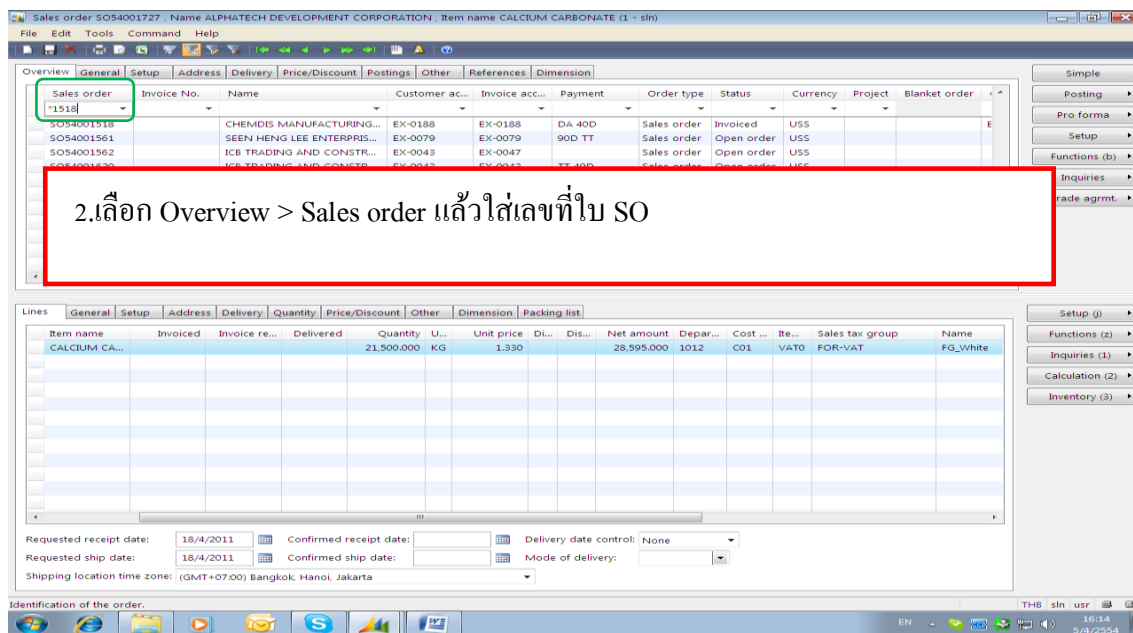 Sales order SO54001727 , Name ALPHATECH DEVELOPMENT CORPORATION , Item name CALCIUM CARBONATE (1 - sln)
File Edit Tools Command Help
Overview General Setup Address Delivery Price/Discount Postings Other References Dimension
Simple
Sales order Invoice No. Name Customer ac... Invoice acc... Payment Order type Status Currency Project Blanket order
Posting
*1518
Pro forma
SO54001518 CHEMDIS MANUFACTURING... EX-0188 EX-0188 DA 40D Sales order Invoiced USS E
SO54001561 SEEN HENG LEE ENTERPRIS... EX-0079 EX-0079 90D TT Sales order Open order USS
Setup
SO54001562 ICB TRADING AND CONSTR... EX-0043 EX-0047 Sales order Open order USS
Functions (b)
Inquiries
rade agrmt.
2.เลือก Overview > Sales order แล้วใส่เลขที่ใบ SO
Lines General Setup Address Delivery Quantity Price/Discount Other Dimension Packing list
Setup (j)
Item name Invoiced Invoice re... Delivered Quantity U... Unit price Di... Dis... Net amount Depar... Cost ... Ite... Sales tax group Name
Functions (z)
CALCIUM CA... 21,500.000 KG 1.330 28,595.000 1012 C01 VAT0 FOR-VAT FG_White
Inquiries (1)
Calculation (2)
Inventory (3)
Requested receipt date: 18/4/2011 Confirmed receipt date: Delivery date control: None
Requested ship date: 18/4/2011 Confirmed ship date: Mode of delivery:
Shipping location time zone: (GMT+07:00) Bangkok, Hanoi, Jakarta
Identification of the order.
THB sln usr
EN 16:14
5/4/2554